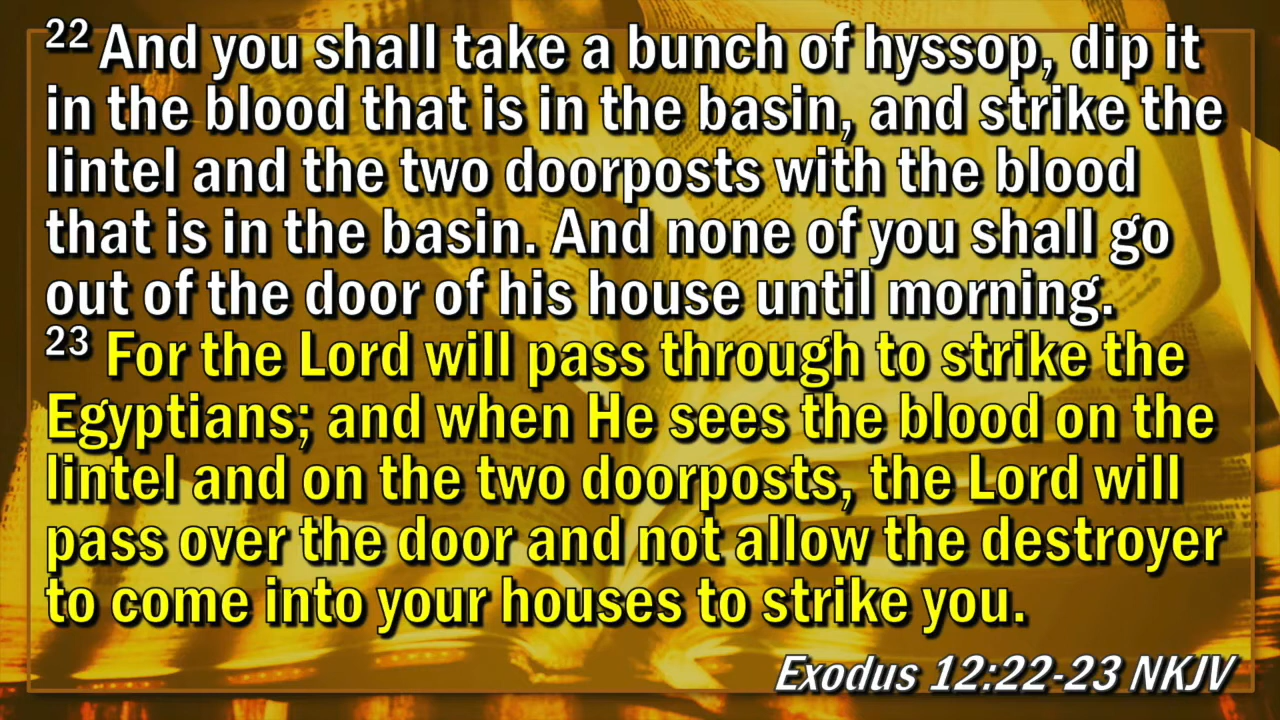 22 And you shall take a bunch of hyssop, dip it
in the blood that is in the basin, and strike the
lintel and the two doorposts with the blood
that is in the basin. And none of you shall go
out of the door of his house until morning.
23 For the Lord will pass through to strike the
Egyptians; and when He sees the blood on the
lintel and on the two doorposts, the Lord will
pass over the door and not allow the destroyer
to come into your houses to strike you.
Exodus 12:22-23 NKJV